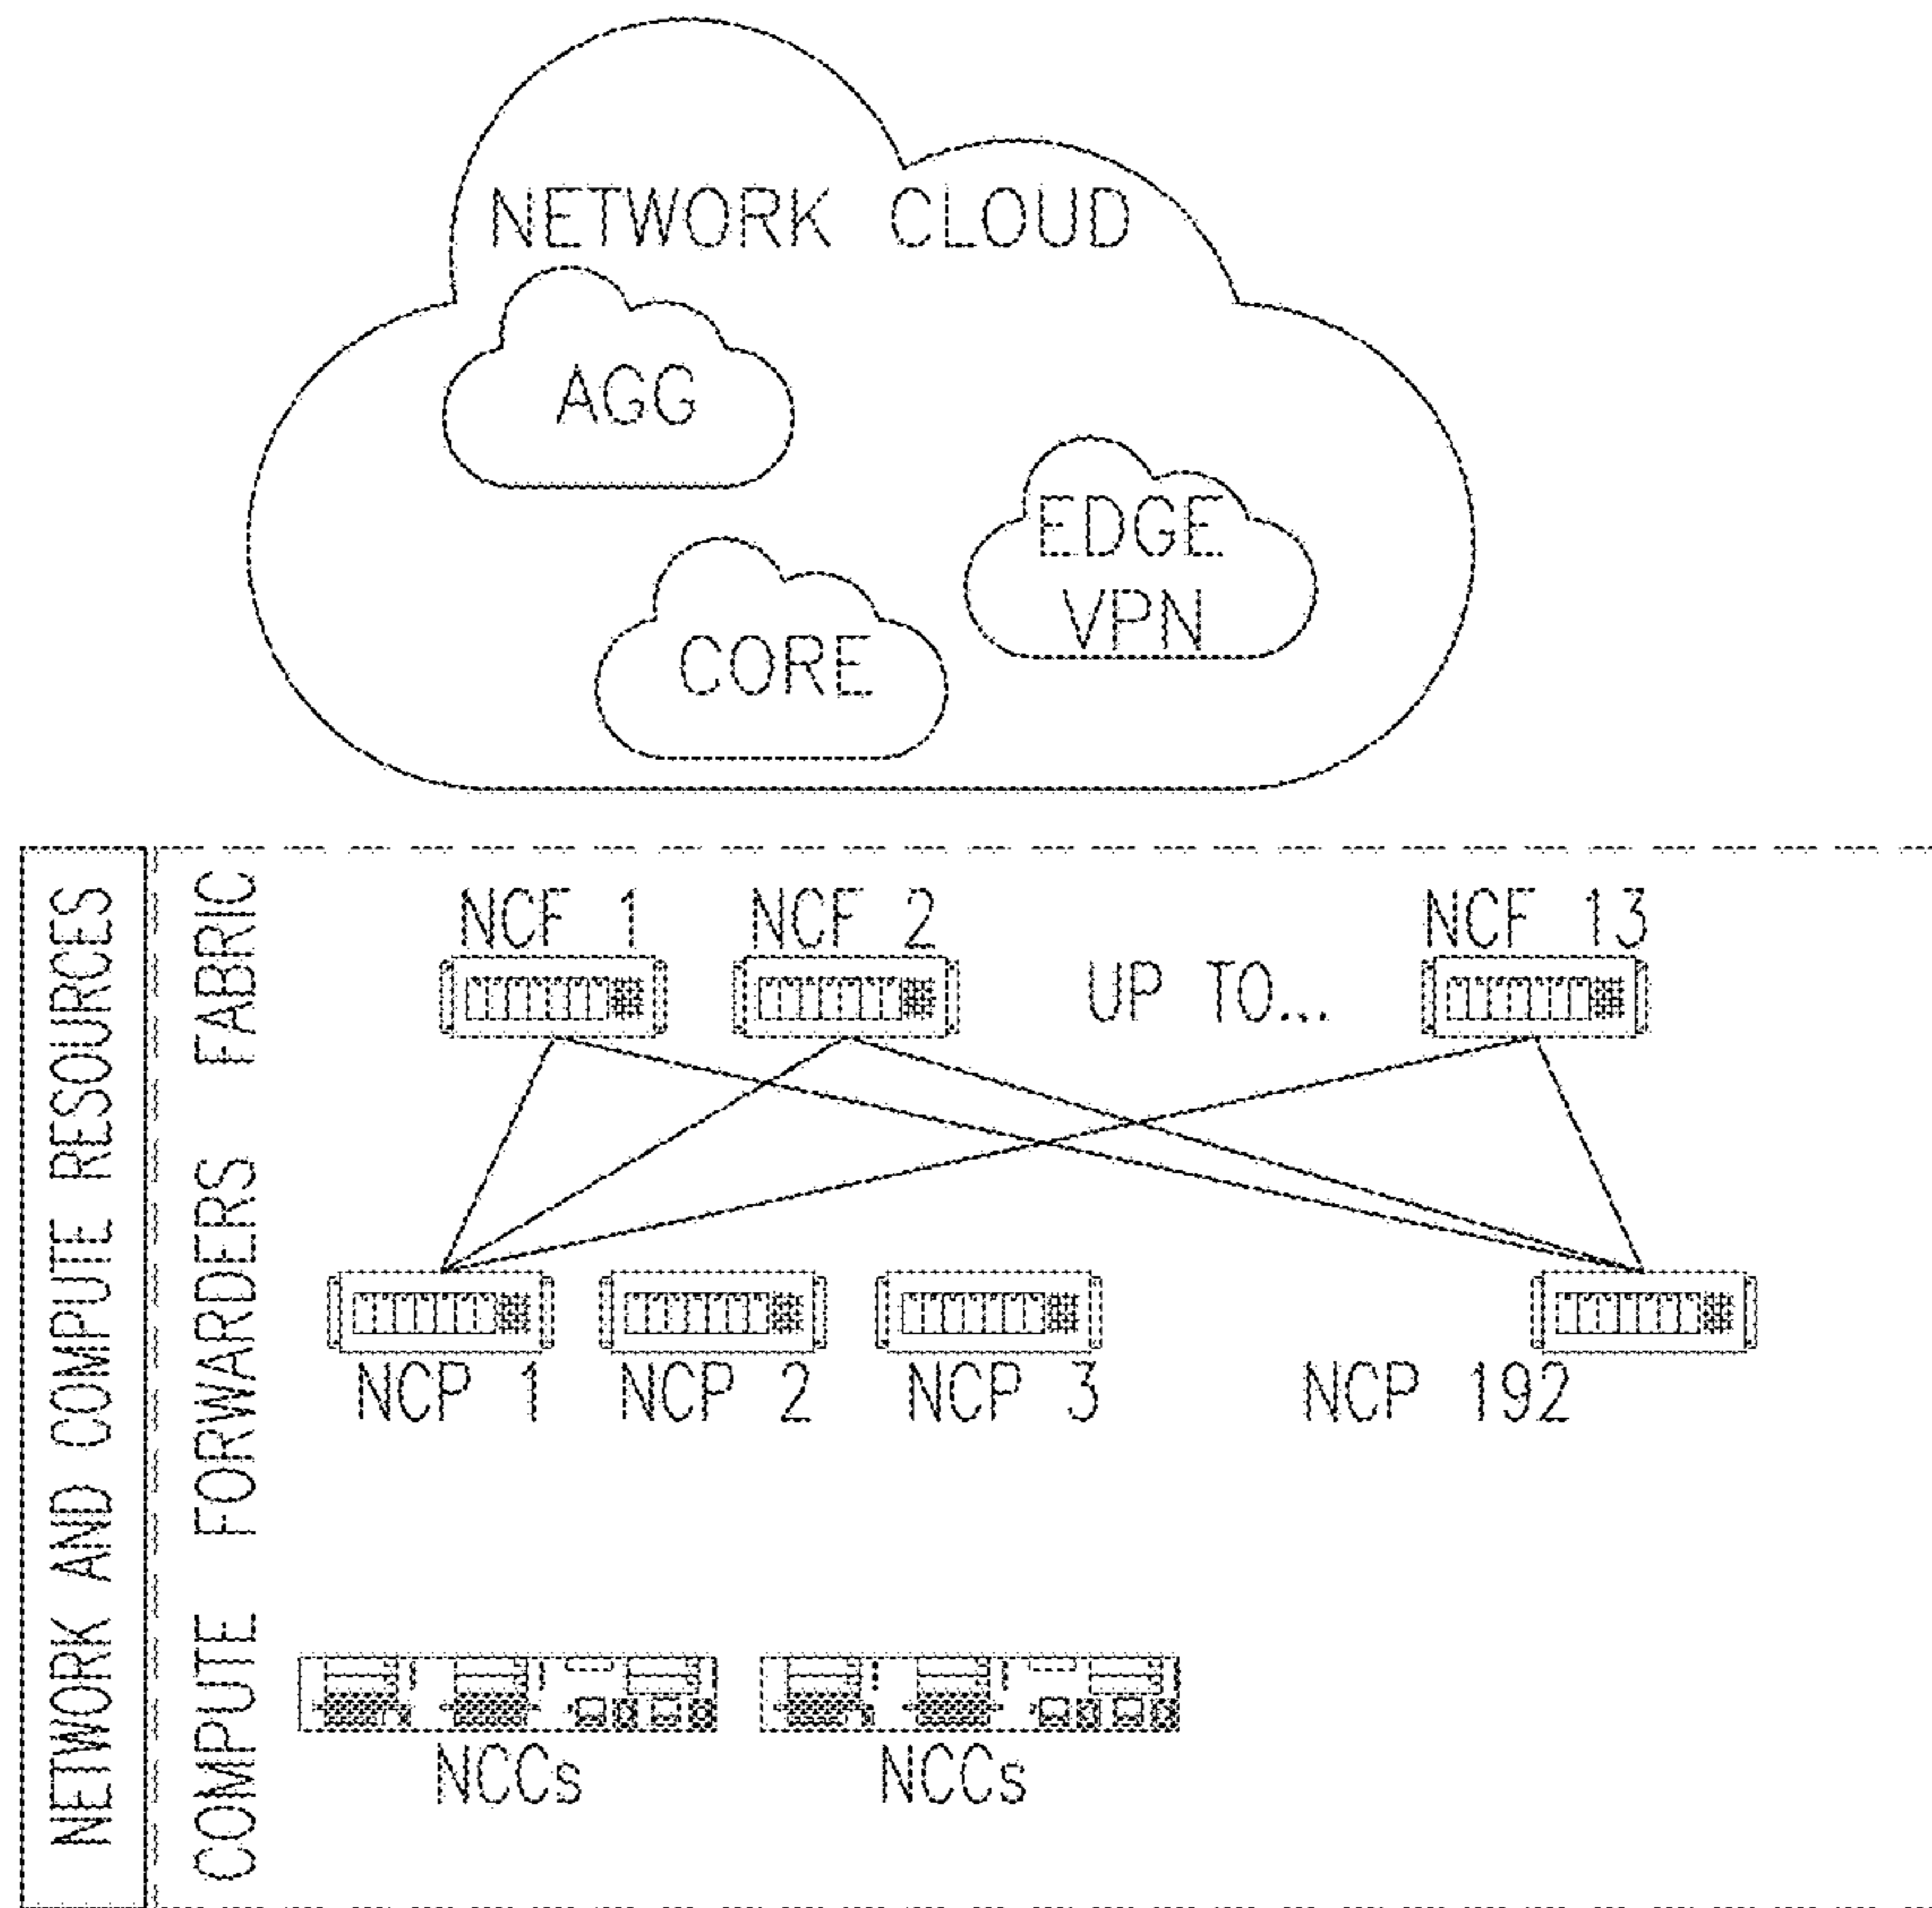 NETWORK CLOUD
AGG
EDGE
VPN
CORE
NETWORK AND COMPUTE RESOURCES
FABRIC
NCF 1
NCF 2
UP TO...
NCF 13
FORWARDERS
NCP 1
NCP 2
NCP 3
NCP 192
COMPUTE
NCCs
NCCs